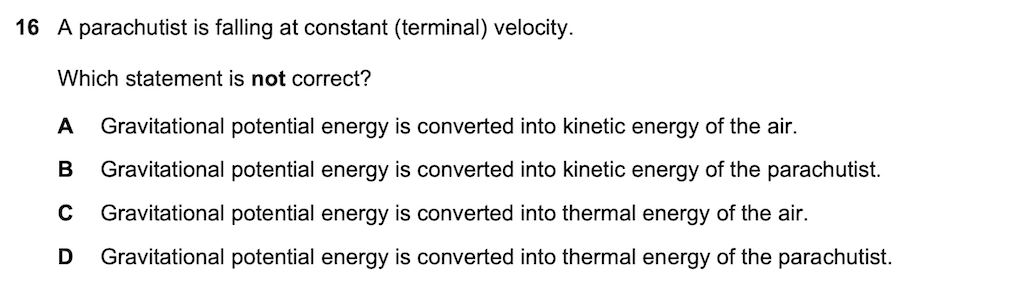 16 A parachutist is falling at constant (terminal) velocity.
Which statement is not correct?
A Gravitational potential energy is converted into kinetic energy of the air.
B Gravitational potential energy is converted into kinetic energy of the parachutist.
C Gravitational potential energy is converted into thermal energy of the air.
D Gravitational potential energy is converted into thermal energy of the parachutist.